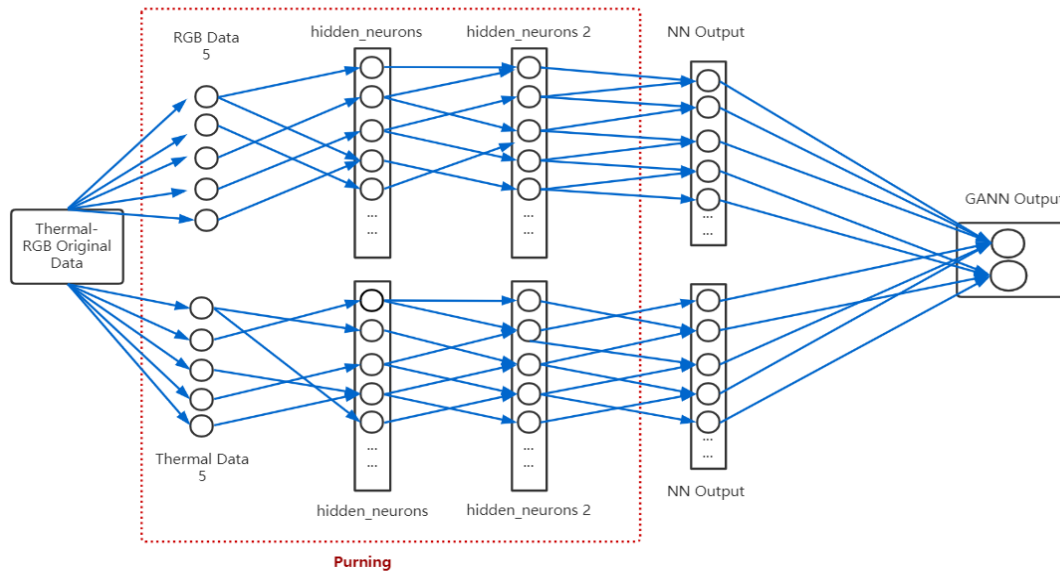 RGB Data
5
hidden_neurons
hidden_neurons 2
NN Output
...
...
...
...
...
...
GANN Output
Thermal-
RGB Original
Data
Thermal Data
5
...
...
...
...
...
...
hidden_neurons
hidden_neurons 2
NN Output
Purning